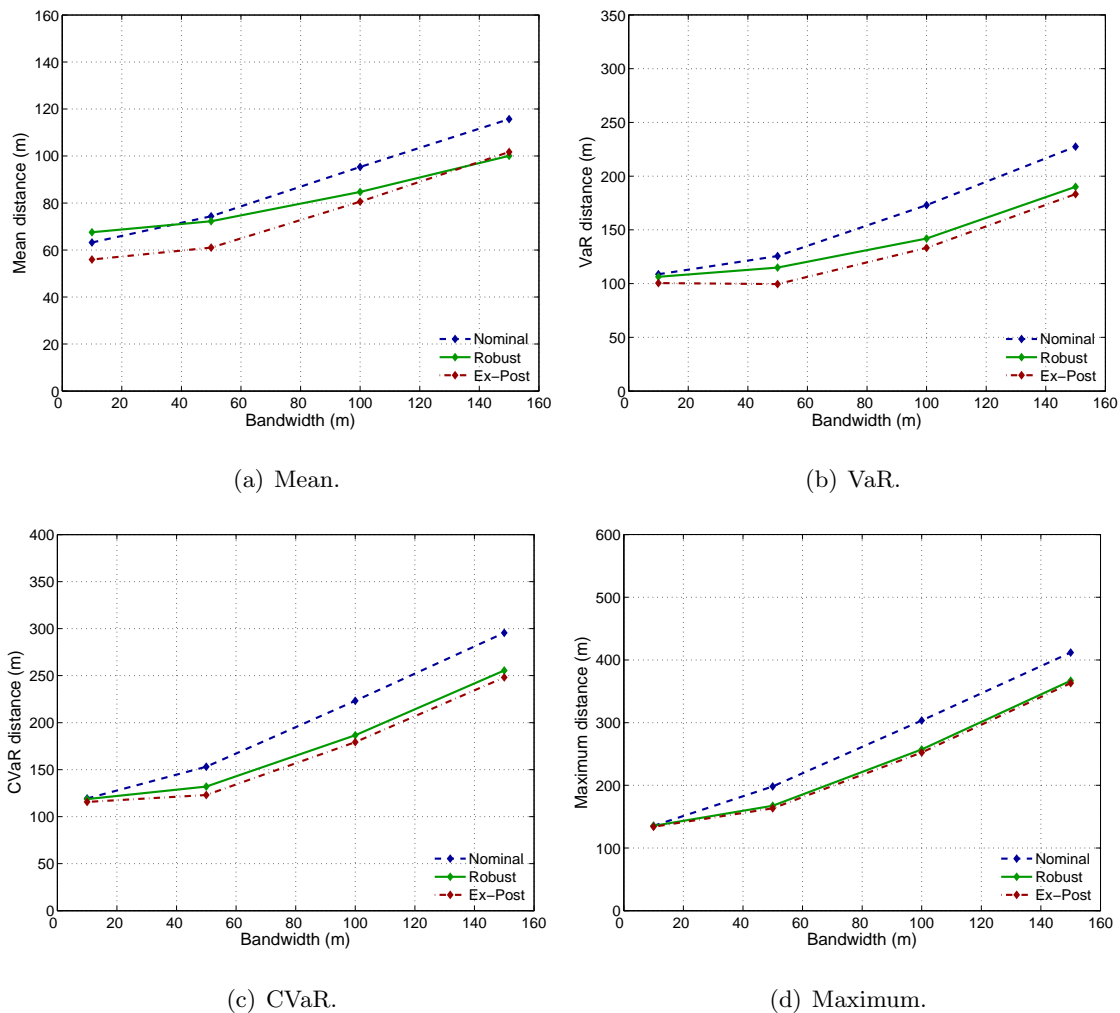 160
140
120
100
80
60
40
20
0
Mean distance (m)
0 20 40 60 80 100 120 140 160
Bandwidth (m)
Nominal
Robust
Ex-Post
(a) Mean.
350
300
250
200
150
100
50
0
VaR distance (m)
0 20 40 60 80 100 120 140 160
Bandwidth (m)
Nominal
Robust
Ex-Post
(b) VaR.
400
350
300
250
200
150
100
50
0
CVaR distance (m)
0 20 40 60 80 100 120 140 160
Bandwidth (m)
Nominal
Robust
Ex-Post
(c) CVaR.
600
500
400
300
200
100
0
Maximum distance (m)
0 20 40 60 80 100 120 140 160
Bandwidth (m)
Nominal
Robust
Ex-Post
(d) Maximum.